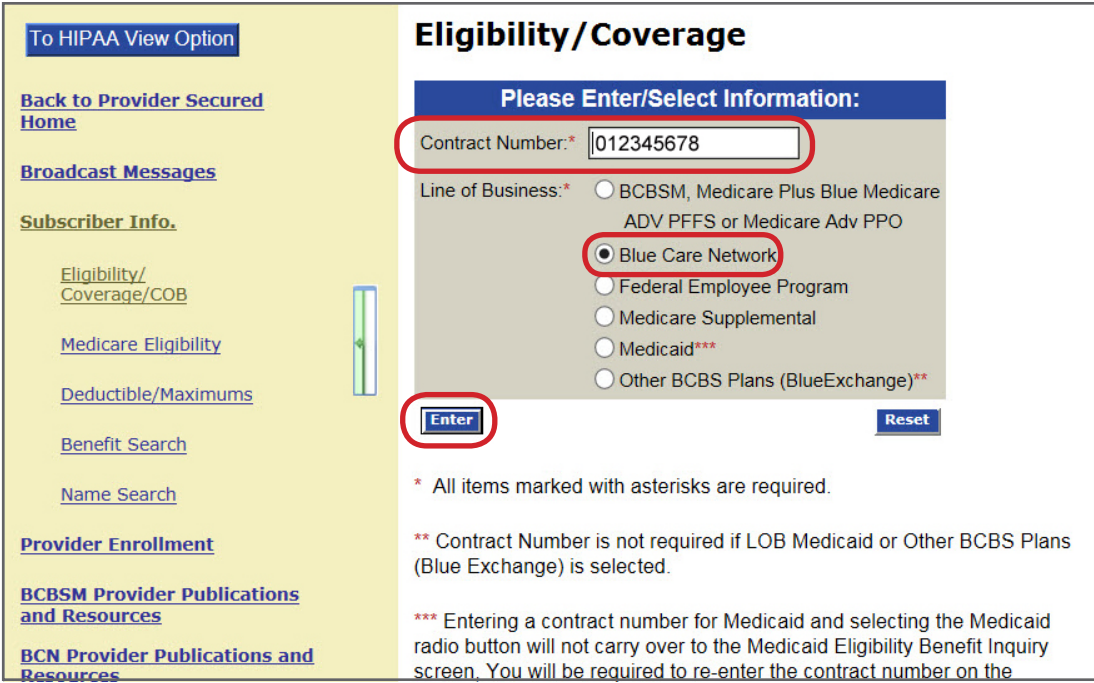 To HIPAA View Option
Back to Provider Secured
Home
Broadcast Messages
Subscriber Info.
Eligibility/
Coverage/COB
Medicare Eligibility
Deductible/Maximums
Benefit Search
Name Search
Provider Enrollment
BCBSM Provider Publications
and Resources
BCN Provider Publications and
Resources
Eligibility/Coverage
Please Enter/Select Information:
Contract Number:* 012345678
Line of Business:* BCBSM, Medicare Plus Blue Medicare
ADV PFFS or Medicare Adv PPO
Blue Care Network
Federal Employee Program
Medicare Supplemental
Medicaid***
Other BCBS Plans (BlueExchange)**
Enter Reset
* All items marked with asterisks are required.
** Contract Number is not required if LOB Medicaid or Other BCBS Plans
(Blue Exchange) is selected.
*** Entering a contract number for Medicaid and selecting the Medicaid
radio button will not carry over to the Medicaid Eligibility Benefit Inquiry
screen, You will be required to re-enter the contract number on the